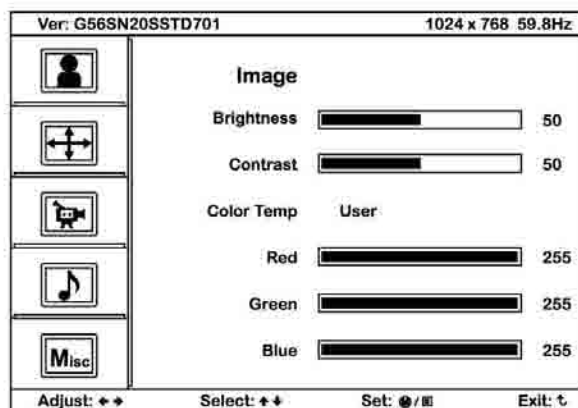 Ver: G56SN20SSTD701 1024 x 768 59.8Hz
Image
Brightness 50
Contrast 50
Color Temp User
Red 255
Green 255
Blue 255
Misc
Adjust: ←→ Select: ↑↓ Set: / Exit: